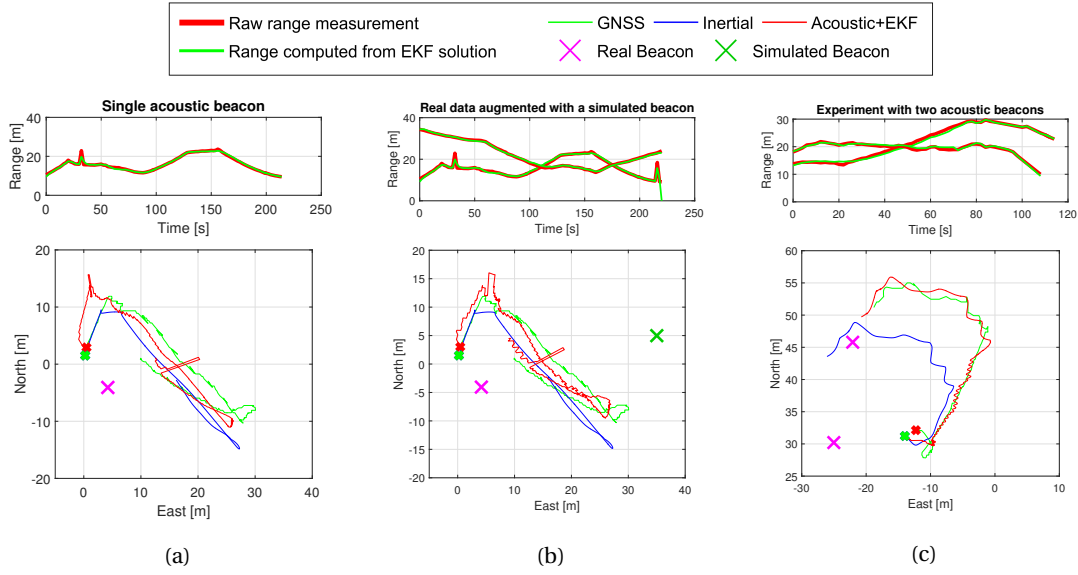 Raw range measurement
Range computed from EKF solution
GNSS Inertial Acoustic+EKF
Real Beacon Simulated Beacon
Single acoustic beacon
Range [m]
40
20
0
0 50 100 150 200 250
Time [s]
North [m]
20
10
0
-10
-20
0 10 20 30 40
East [m]
(a)
Real data augmented with a simulated beacon
Range [m]
40
20
0
0 50 100 150 200 250
Time [s]
North [m]
20
15
10
5
0
-5
-10
-15
-20
0 10 20 30 40
East [m]
(b)
Experiment with two acoustic beacons
Range [m]
30
20
10
0
0 20 40 60 80 100 120
Time [s]
North [m]
60
55
50
45
40
35
30
25
-30 -20 -10 0 10
East [m]
(c)